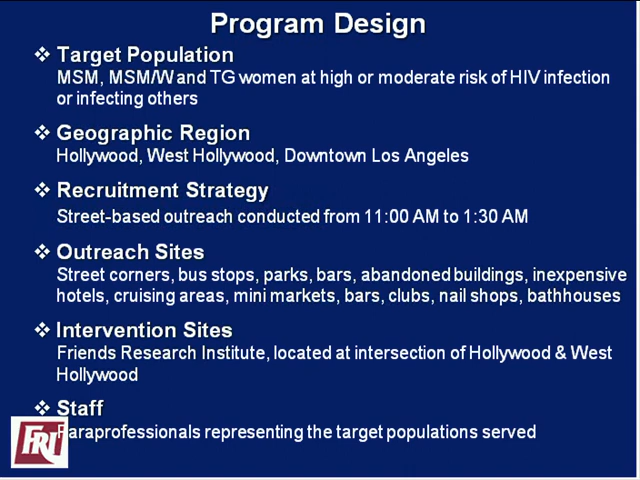 Program Design
❖ Target Population
MSM, MSM/W and TG women at high or moderate risk of HIV infection
or infecting others
❖ Geographic Region
Hollywood, West Hollywood, Downtown Los Angeles
❖ Recruitment Strategy
Street-based outreach conducted from 11:00 AM to 1:30 AM
❖ Outreach Sites
Street corners, bus stops, parks, bars, abandoned buildings, inexpensive
hotels, cruising areas, mini markets, bars, clubs, nail shops, bathhouses
❖ Intervention Sites
Friends Research Institute, located at intersection of Hollywood & West
Hollywood
❖ Staff
Paraprofessionals representing the target populations served
FRI